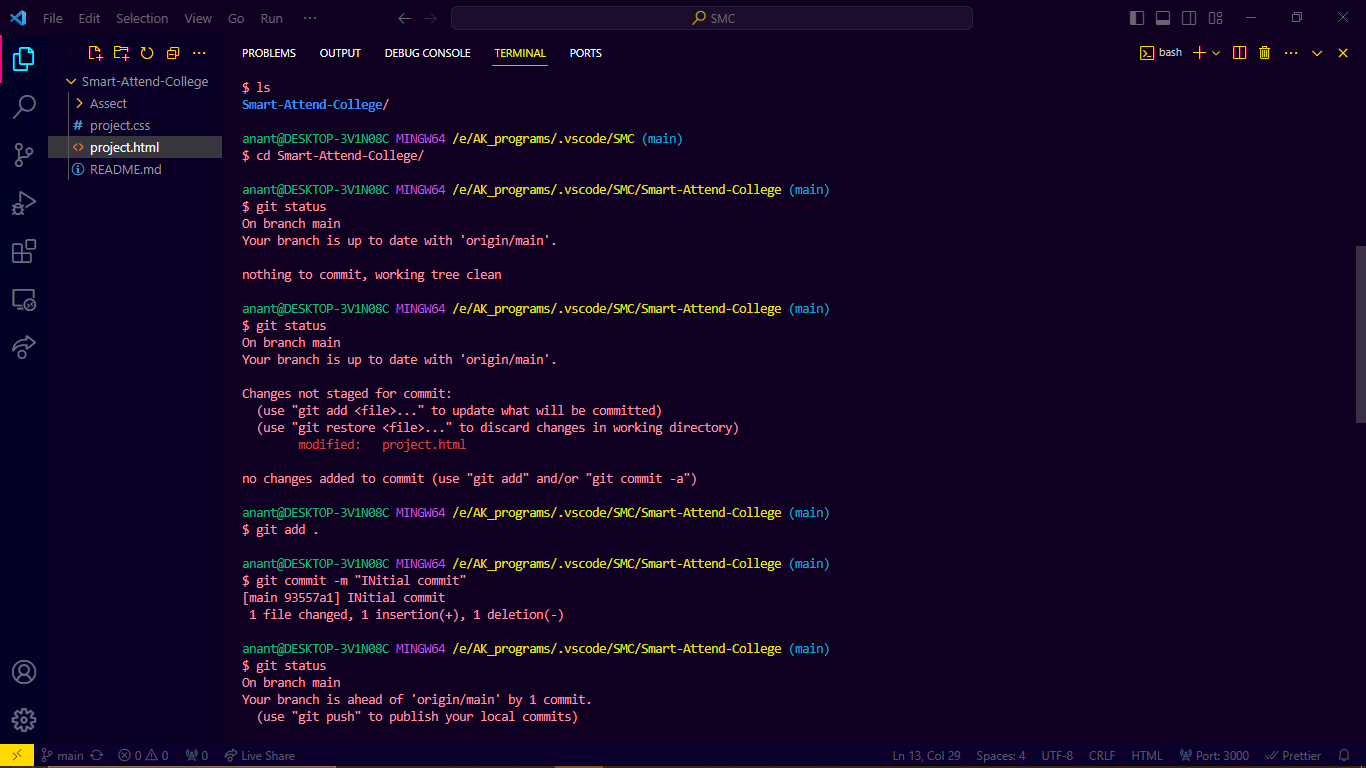 File Edit Selection View Go Run ··· SMC
PROBLEMS OUTPUT DEBUG CONSOLE TERMINAL PORTS bash
Smart-Attend-College
Assect
# project.css
<> project.html
README.md
$ ls
Smart-Attend-College/
anant@DESKTOP-3V1N08C MINGW64 /e/AK_programs/.vscode/SMC (main)
$ cd Smart-Attend-College/
anant@DESKTOP-3V1N08C MINGW64 /e/AK_programs/.vscode/SMC/Smart-Attend-College (main)
$ git status
On branch main
Your branch is up to date with 'origin/main'.
nothing to commit, working tree clean
anant@DESKTOP-3V1N08C MINGW64 /e/AK_programs/.vscode/SMC/Smart-Attend-College (main)
$ git status
On branch main
Your branch is up to date with 'origin/main'.
Changes not staged for commit:
  (use "git add <file>..." to update what will be committed)
  (use "git restore <file>..." to discard changes in working directory)
        modified:   project.html
no changes added to commit (use "git add" and/or "git commit -a")
anant@DESKTOP-3V1N08C MINGW64 /e/AK_programs/.vscode/SMC/Smart-Attend-College (main)
$ git add .
anant@DESKTOP-3V1N08C MINGW64 /e/AK_programs/.vscode/SMC/Smart-Attend-College (main)
$ git commit -m "INitial commit"
[main 93557a1] INitial commit
 1 file changed, 1 insertion(+), 1 deletion(-)
anant@DESKTOP-3V1N08C MINGW64 /e/AK_programs/.vscode/SMC/Smart-Attend-College (main)
$ git status
On branch main
Your branch is ahead of 'origin/main' by 1 commit.
  (use "git push" to publish your local commits)
main 0 0 0 Live Share Ln 13, Col 29 Spaces: 4 UTF-8 CRLF HTML Port: 3000 Prettier